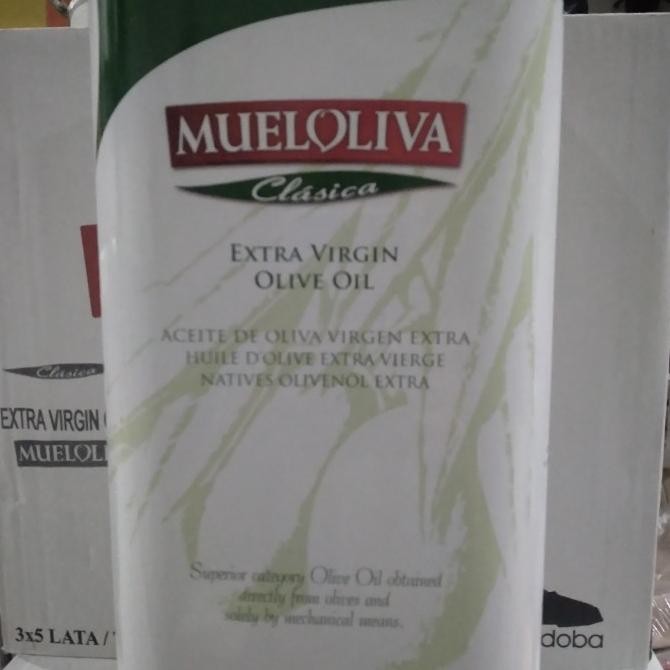 MUELOLIVA
Clásica
EXTRA VIRGIN
OLIVE OIL
ACEITE DE OLIVA VIRGEN EXTRA
HUILE D'OLIVE EXTRA VIERGE
NATIVES OLIVENÖL EXTRA
Superior category Olive Oil obtained
directly from olives and
solely by mechanical means.
Clásica
EXTRA VIRGIN
MUELOL
3x5 LATA /
doba